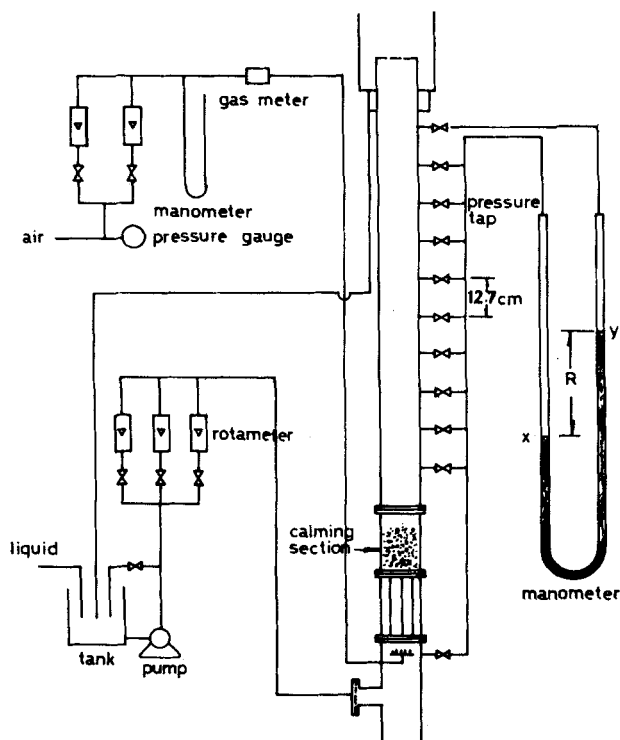 gas meter
manometer
air
pressure gauge
pressure
tap
12.7cm
y
R
x
rotameter
calming
section
liquid
tank
pump
manometer